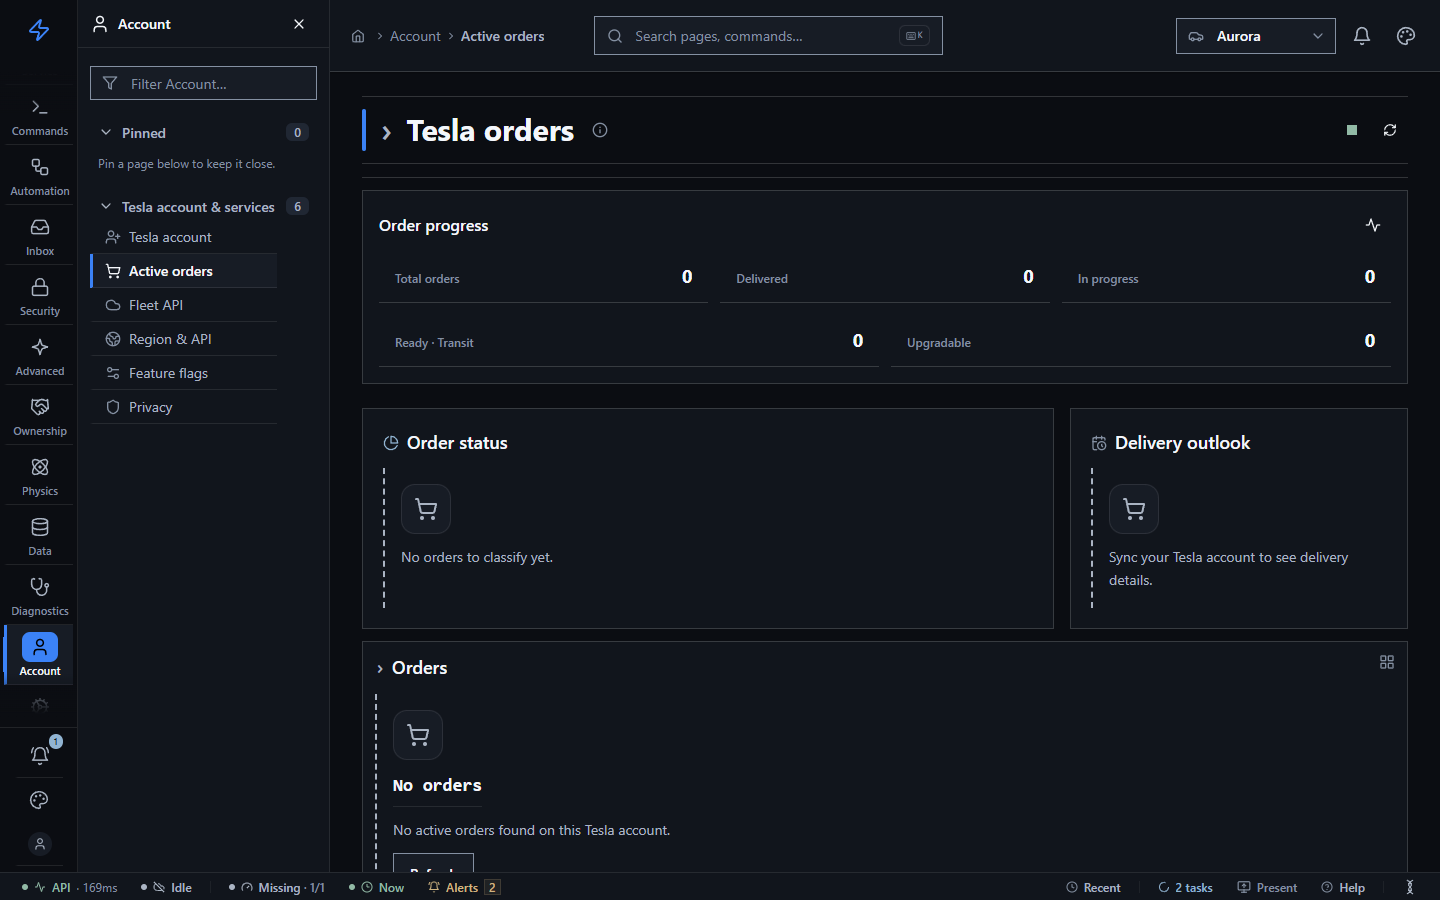 Account
Account
Active orders
Search pages, commands...
K
Aurora
Filter Account...
Pinned
0
Pin a page below to keep it close.
Tesla account & services
6
Tesla account
Active orders
Fleet API
Region & API
Feature flags
Privacy
Commands
Automation
Inbox
Security
Advanced
Ownership
Physics
Data
Diagnostics
Account
1
Tesla orders
Order progress
Total orders
0
Delivered
0
In progress
0
Ready · Transit
0
Upgradable
0
Order status
No orders to classify yet.
Delivery outlook
Sync your Tesla account to see delivery
details.
Orders
No orders
No active orders found on this Tesla account.
API · 169ms
Idle
Missing · 1/1
Now
Alerts 2
Recent
2 tasks
Present
Help